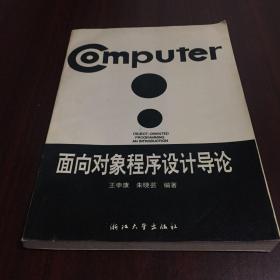 Computer
OBJECT-ORIENTED
PROGRAMMING
AN INTRODUCTION
面向对象程序设计导论
王申康 朱晓芸 编著
浙江大学出版社